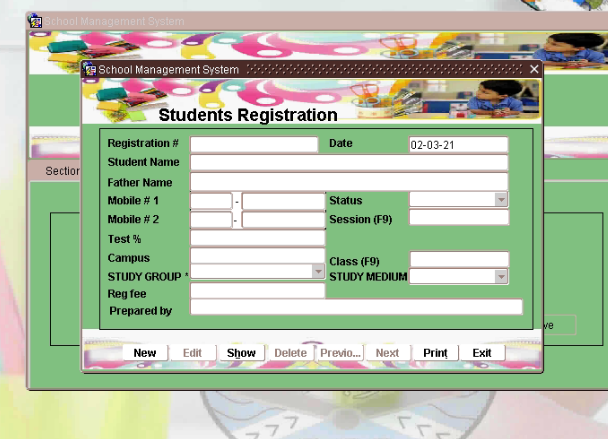 School Management System
School Management System
Students Registration
Registration # Date 02-03-21
Student Name
Father Name
Mobile # 1 - Status
Mobile # 2 - Session (F9)
Test %
Campus Class (F9)
STUDY GROUP * STUDY MEDIUM
Reg fee
Prepared by
New Edit Show Delete Previo... Next Print Exit
Section
ve